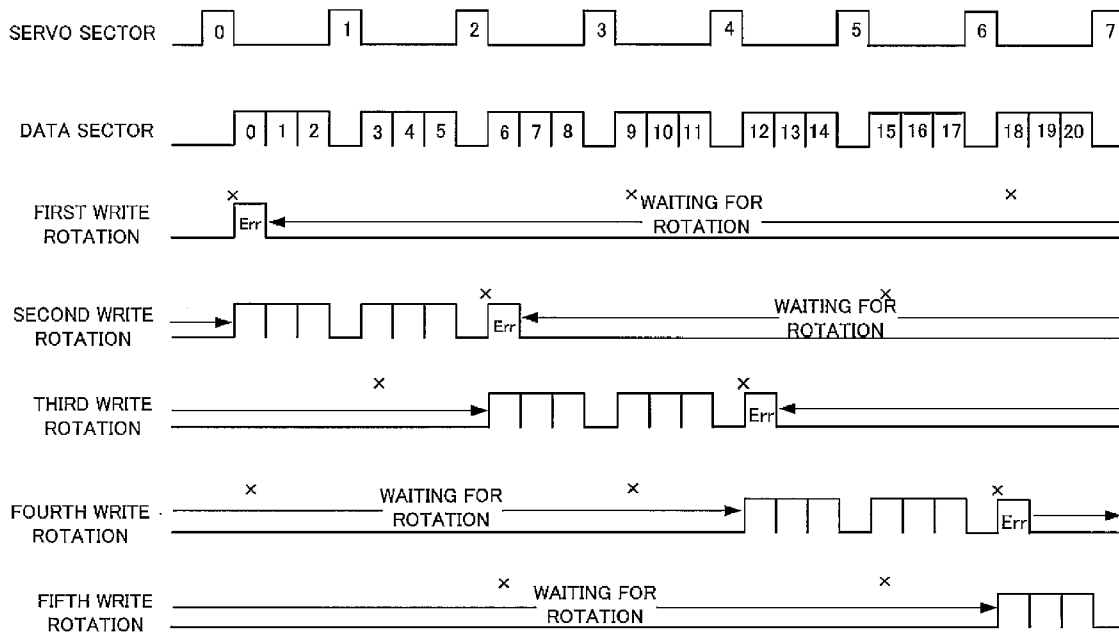 SERVO SECTOR 0 1 2 3 4 5 6 7
DATA SECTOR 0 1 2 3 4 5 6 7 8 9 10 11 12 13 14 15 16 17 18 19 20
× × ×
FIRST WRITE
ROTATION
Err
WAITING FOR
ROTATION
× ×
SECOND WRITE
ROTATION
Err
WAITING FOR
ROTATION
× ×
THIRD WRITE
ROTATION
Err
× × ×
FOURTH WRITE
ROTATION
WAITING FOR
ROTATION
Err
× ×
FIFTH WRITE
ROTATION
WAITING FOR
ROTATION